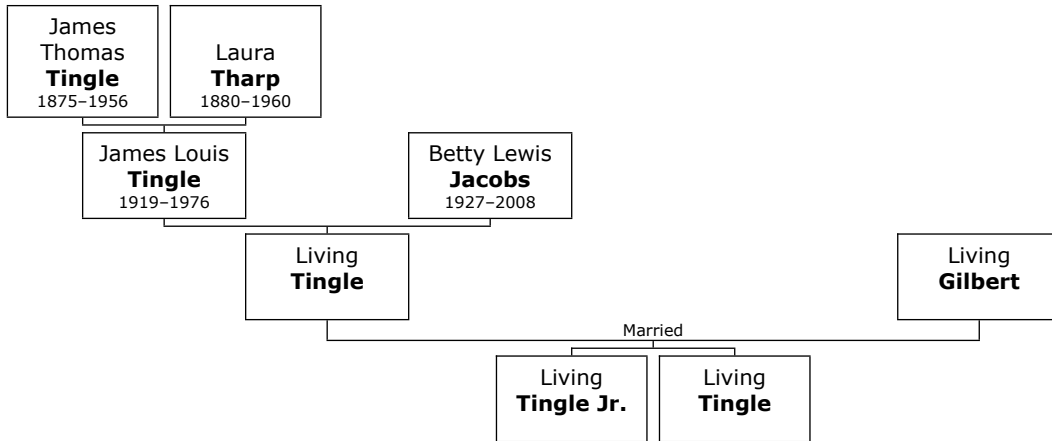 James
Thomas
Tingle
1875–1956
Laura
Tharp
1880–1960
James Louis
Tingle
1919–1976
Betty Lewis
Jacobs
1927–2008
Living
Tingle
Living
Gilbert
Married
Living
Tingle Jr.
Living
Tingle